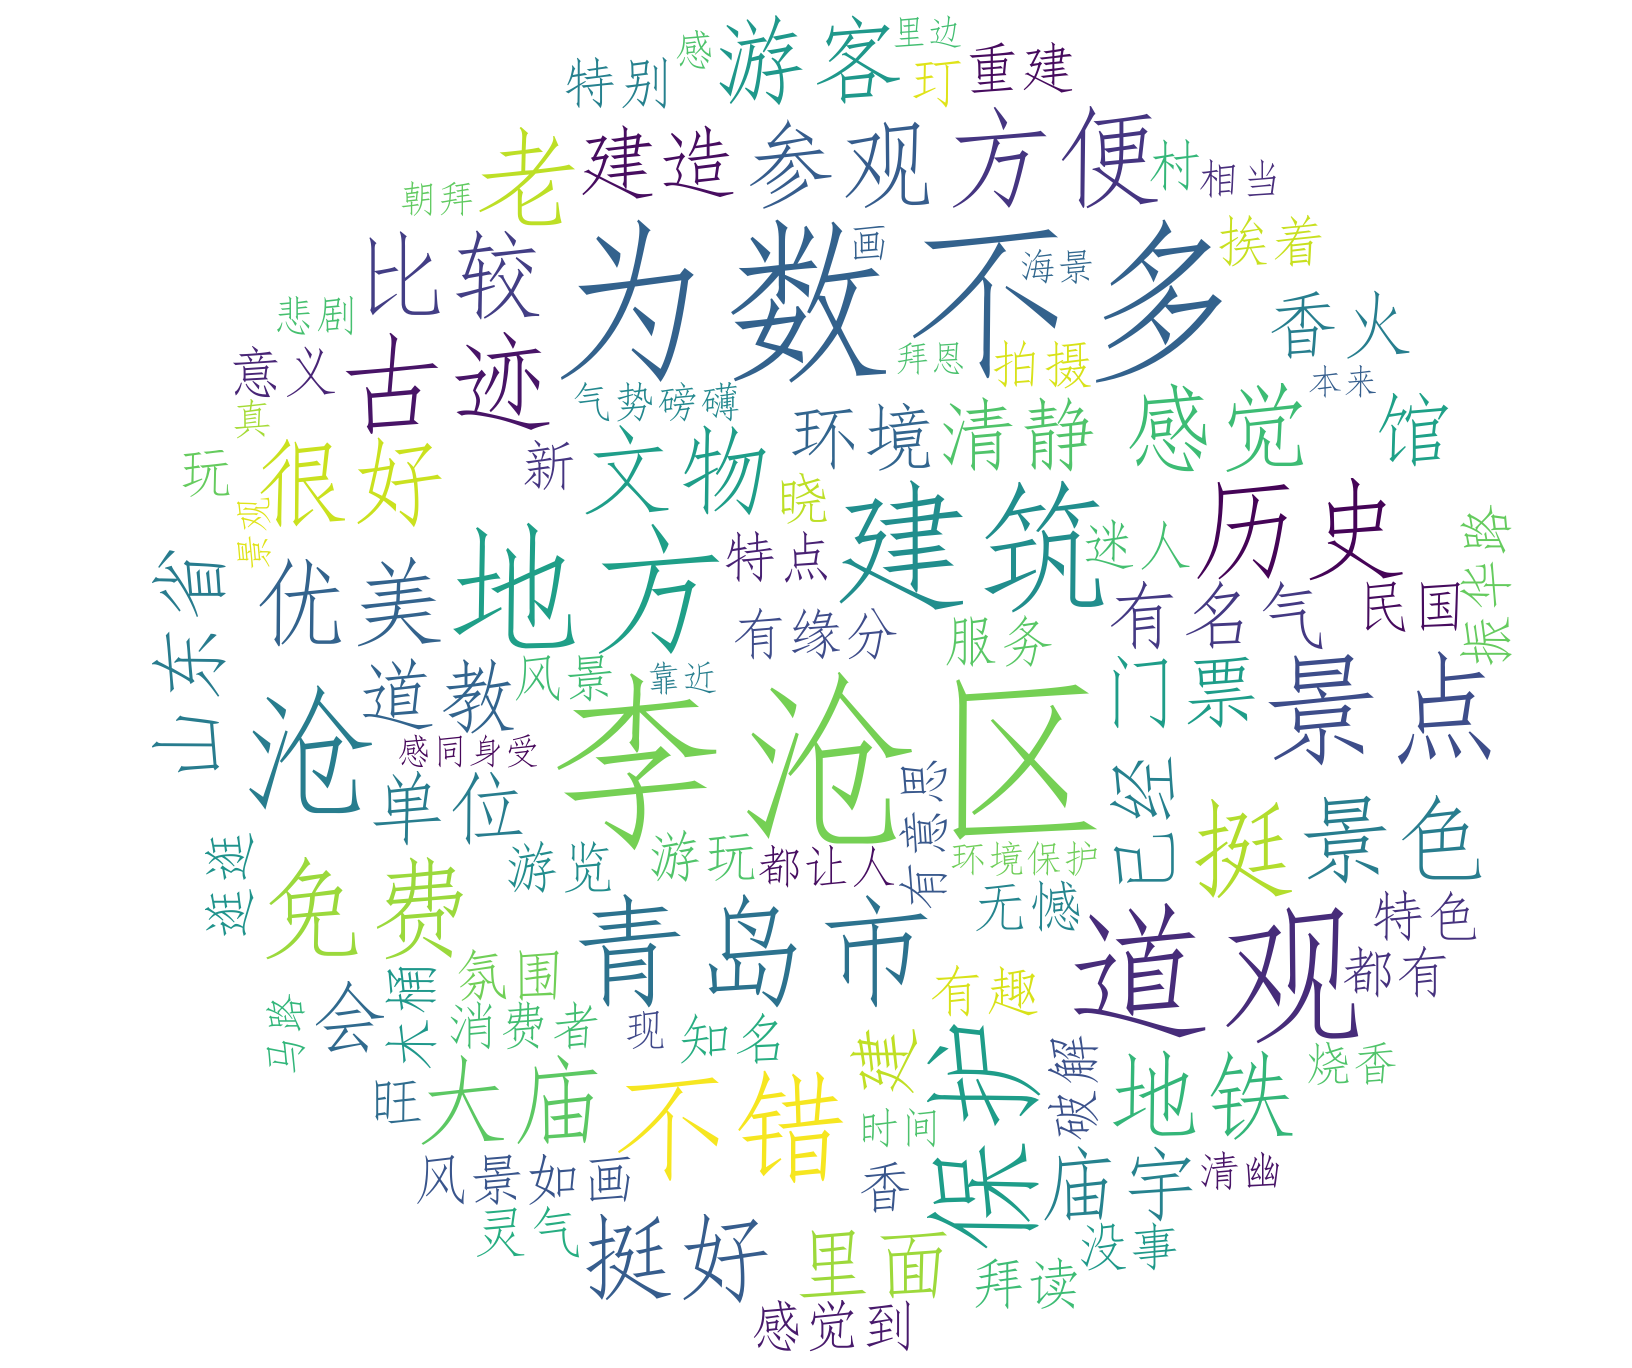 感
游客
里边
特别
玎
重建
老
建造
参观
方便
村
相当
朝拜
比较
为数不多
画
海景
挨着
悲剧
意义
古迹
气势磅礴
拜恩
拍摄
香火
本来
真
玩
很好
新
文物
环境
清静
感觉
馆
景观
晓
山东省
优美
地方
特点
建筑
迷人
历史
振华路
有缘分
服务
有名气
民国
沧
道教
风景
靠近
李沧区
门票
景点
感同身受
单位
有意思
已经
逛逛
免费
游览
游玩
都让人
环境保护
无憾
挺
景色
青岛市
道观
特色
都有
马路
会
木桶
氛围
消费者
现
知名
有趣
建
保护
破解
地铁
烧香
旺
大庙
不错
时间
风景如画
香
庙宇
清幽
灵气
挺好
里面
拜读
没事
感觉到